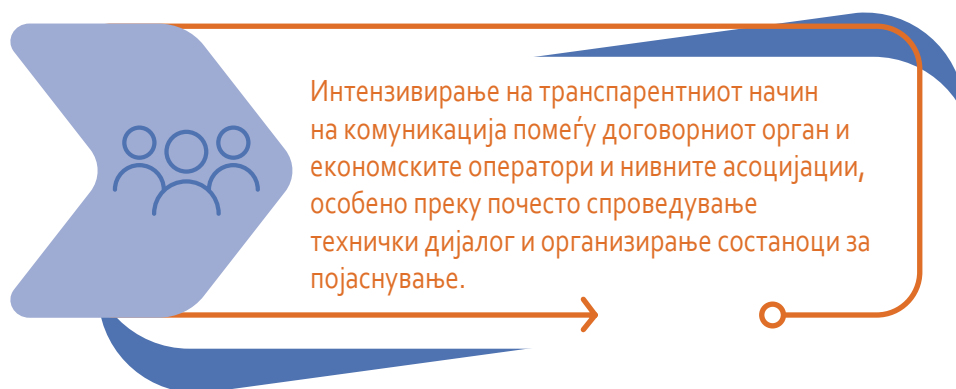 Интензивирање на транспарентниот начин
на комуникација помеѓу договорниот орган и
економските оператори и нивните асоцијации,
особено преку почесто спроведување
технички дијалог и организирање состаноци за
појаснување.